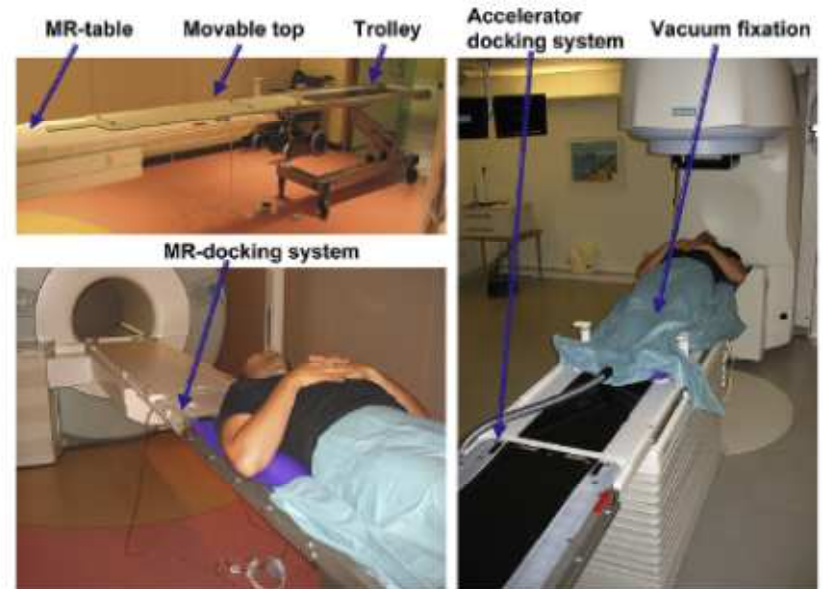 MR-table
Movable top
Trolley
Accelerator
docking system
Vacuum fixation
MR-docking system